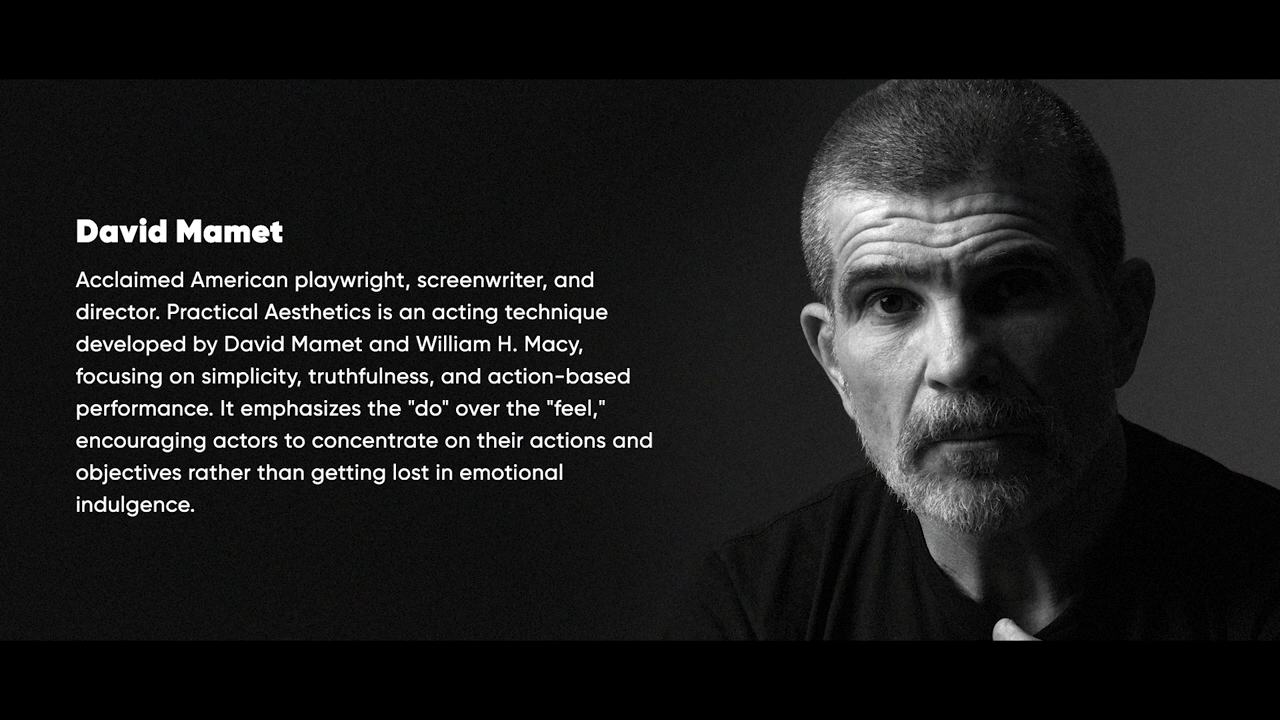 David Mamet
Acclaimed American playwright, screenwriter, and
director. Practical Aesthetics is an acting technique
developed by David Mamet and William H. Macy,
focusing on simplicity, truthfulness, and action-based
performance. It emphasizes the "do" over the "feel,"
encouraging actors to concentrate on their actions and
objectives rather than getting lost in emotional
indulgence.